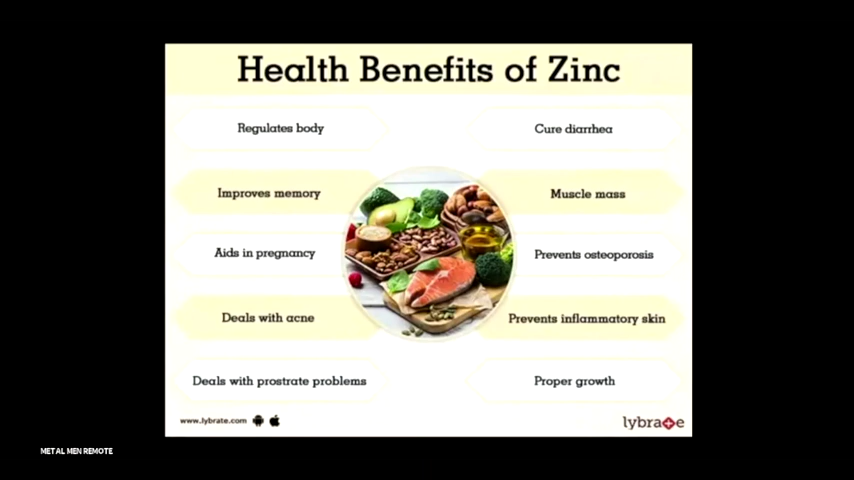 Health Benefits of Zinc
Regulates body
Cure diarrhea
Improves memory
Muscle mass
Aids in pregnancy
Prevents osteoporosis
Deals with acne
Prevents inflammatory skin
Deals with prostrate problems
Proper growth
www.lybrate.com
lybrate
METAL MEN REMOTE